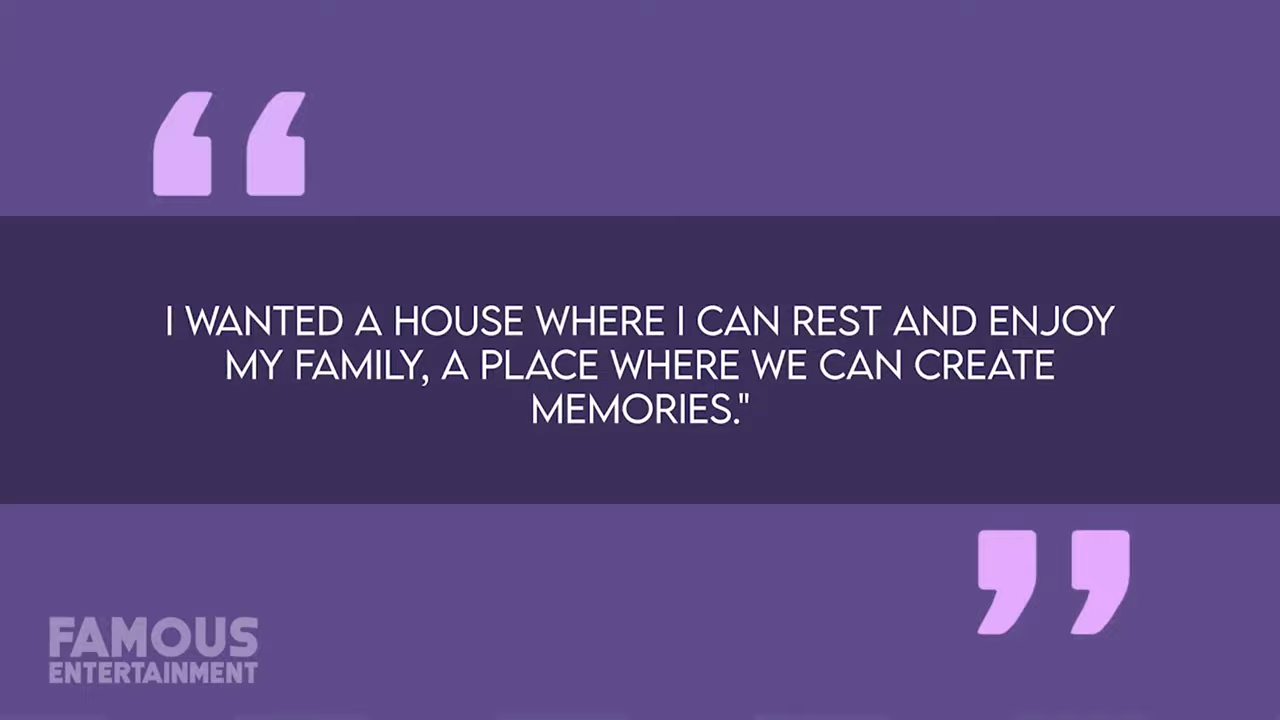 I WANTED A HOUSE WHERE I CAN REST AND ENJOY
MY FAMILY, A PLACE WHERE WE CAN CREATE
MEMORIES."
FAMOUS
ENTERTAINMENT